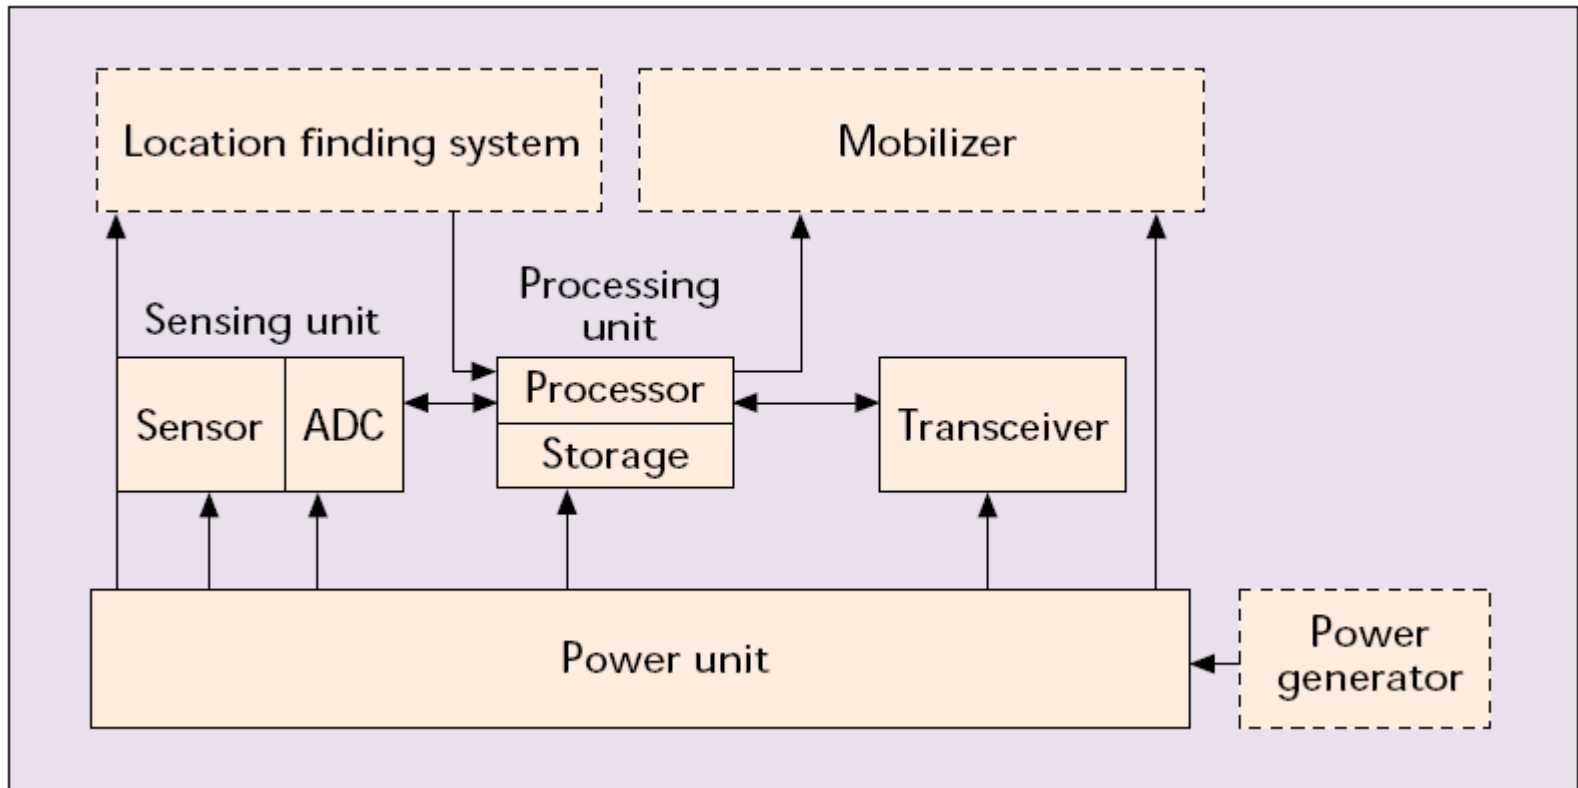 Location finding system
Mobilizer
Sensing unit
Processing
unit
Sensor
ADC
Processor
Storage
Transceiver
Power unit
Power
generator